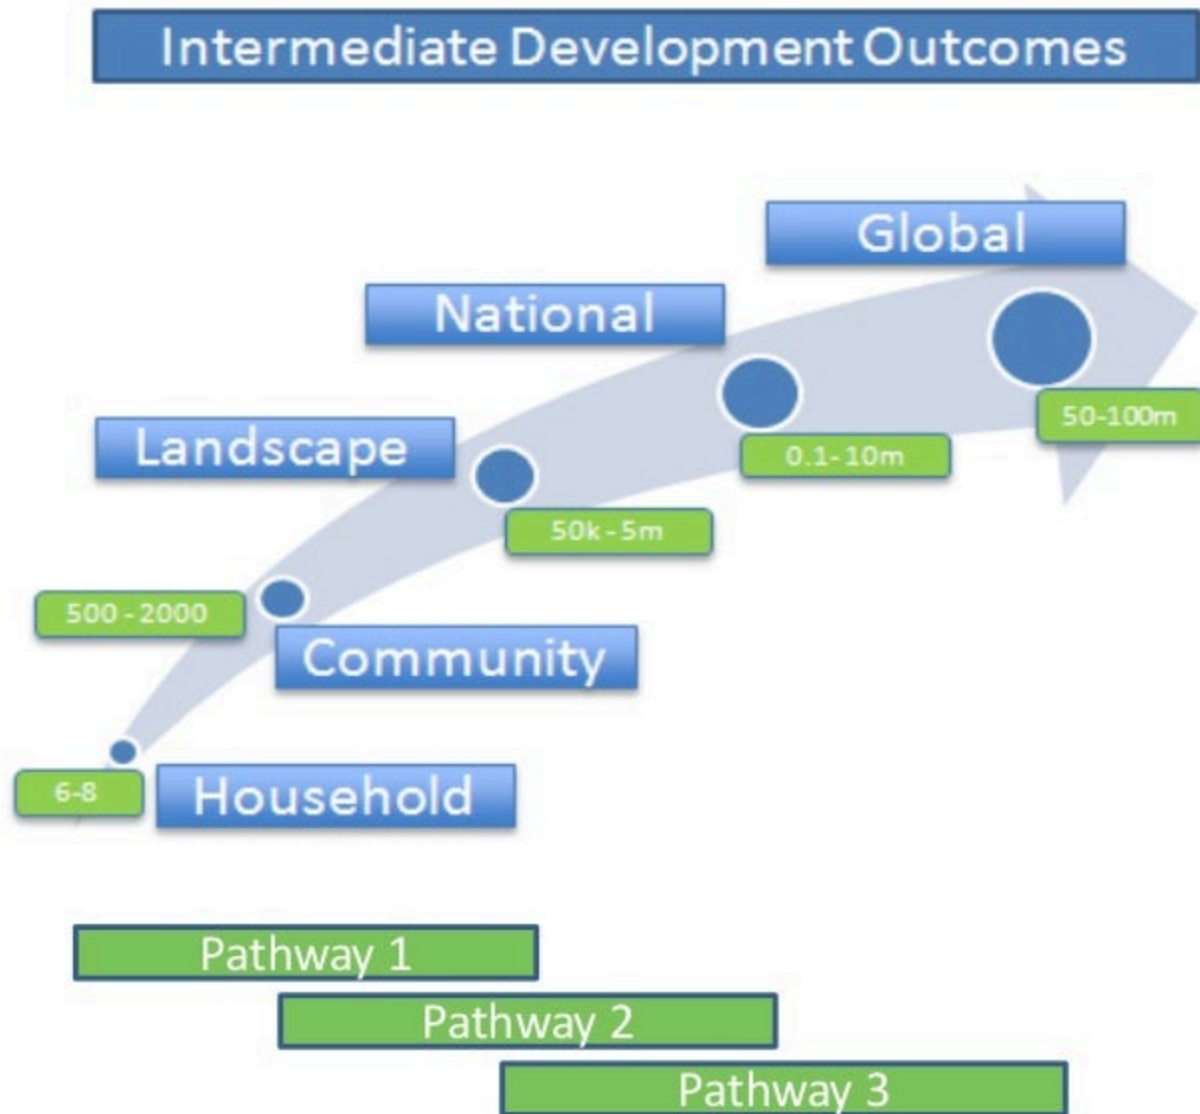 Intermediate Development Outcomes
Global
National
50-100m
Landscape
0.1-10m
50k-5m
500-2000
Community
6-8
Household
Pathway 1
Pathway 2
Pathway 3